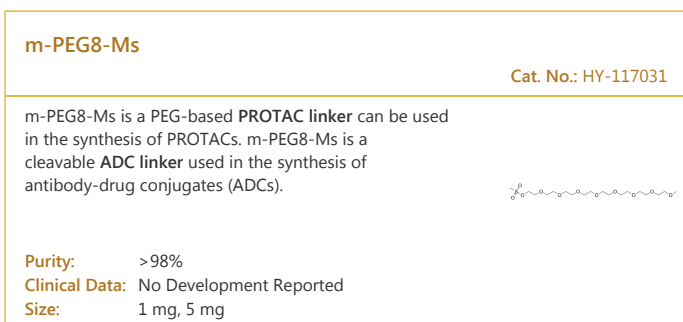 m-PEG8-Ms
Cat. No.: HY-117031
m-PEG8-Ms is a PEG-based PROTAC linker can be used
in the synthesis of PROTACs. m-PEG8-Ms is a
cleavable ADC linker used in the synthesis of
antibody-drug conjugates (ADCs).
Purity: >98%
Clinical Data: No Development Reported
Size: 1 mg, 5 mg